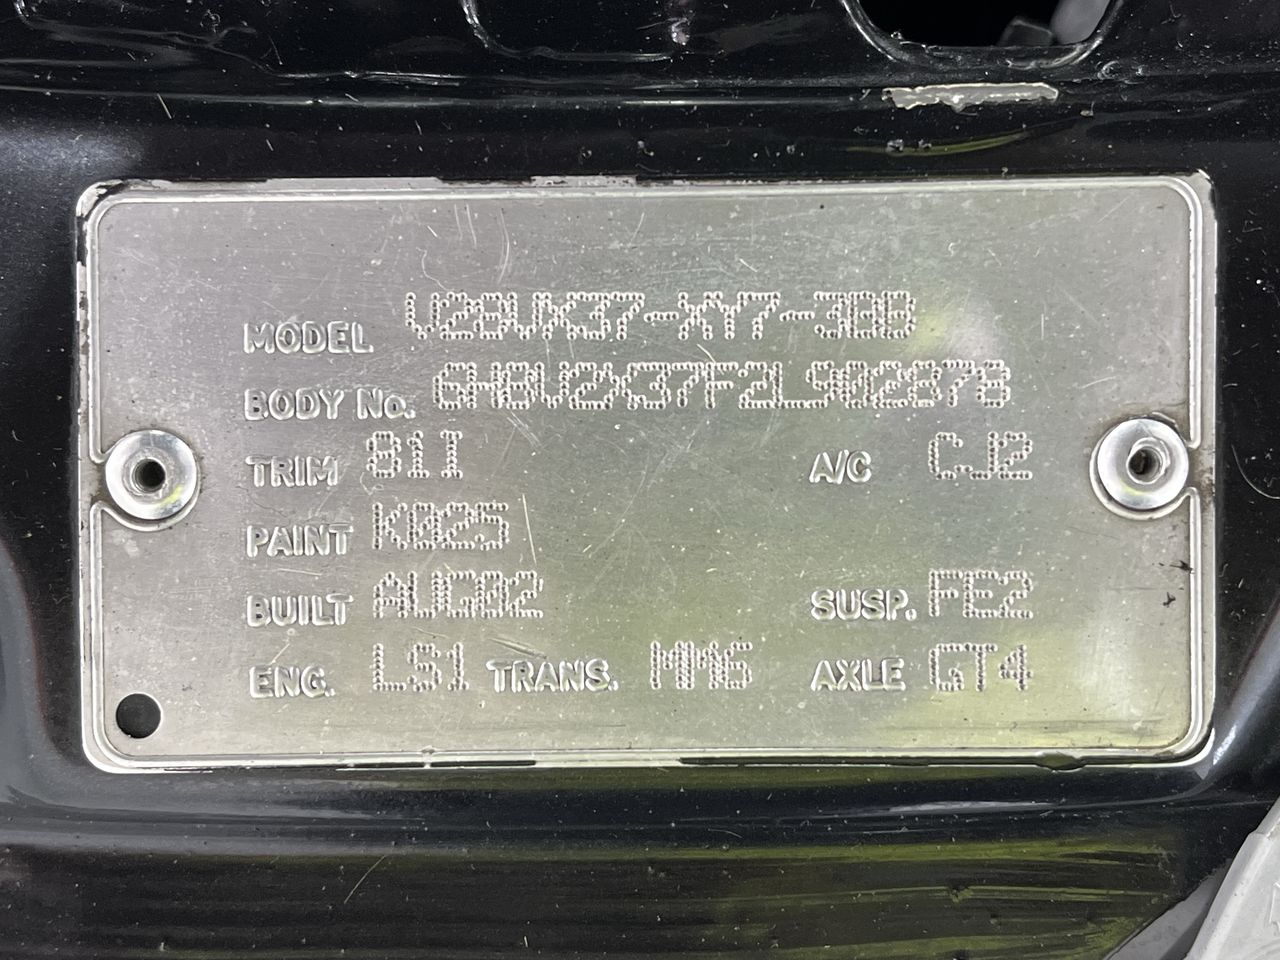 MODEL V2BVX37-XY7-3BB
BODY No. 6H8V2X37F2L902878
TRIM 81I A/C CJ2
PAINT K025
BUILT AUG02 SUSP. FE2
ENG. LS1 TRANS. MM6 AXLE GT4